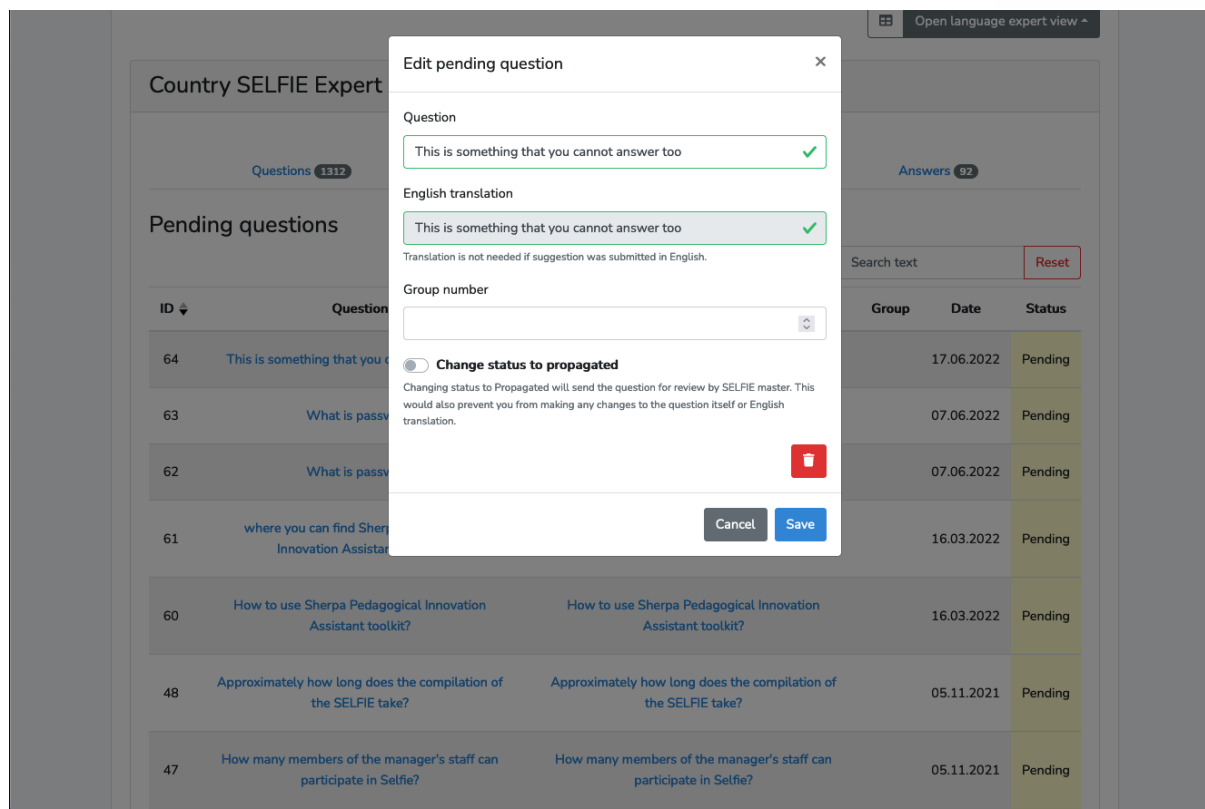 Open language expert view
Edit pending question
Country SELFIE Expert
Question
This is something that you cannot answer too
Questions 1312
Answers 92
English translation
Pending questions
This is something that you cannot answer too
Translation is not needed if suggestion was submitted in English.
Search text
Reset
Group number
ID
Question
Group
Date
Status
64
This is something that you
17.06.2022
Pending
Change status to propagated
Changing status to Propagated will send the question for review by SELFIE master. This
would also prevent you from making any changes to the question itself or English
translation.
63
What is passw
07.06.2022
Pending
62
What is passw
07.06.2022
Pending
Cancel
Save
61
where you can find Sherp
Innovation Assistan
16.03.2022
Pending
60
How to use Sherpa Pedagogical Innovation
Assistant toolkit?
How to use Sherpa Pedagogical Innovation
Assistant toolkit?
16.03.2022
Pending
48
Approximately how long does the compilation of
the SELFIE take?
Approximately how long does the compilation of
the SELFIE take?
05.11.2021
Pending
47
How many members of the manager's staff can
participate in Selfie?
How many members of the manager's staff can
participate in Selfie?
05.11.2021
Pending